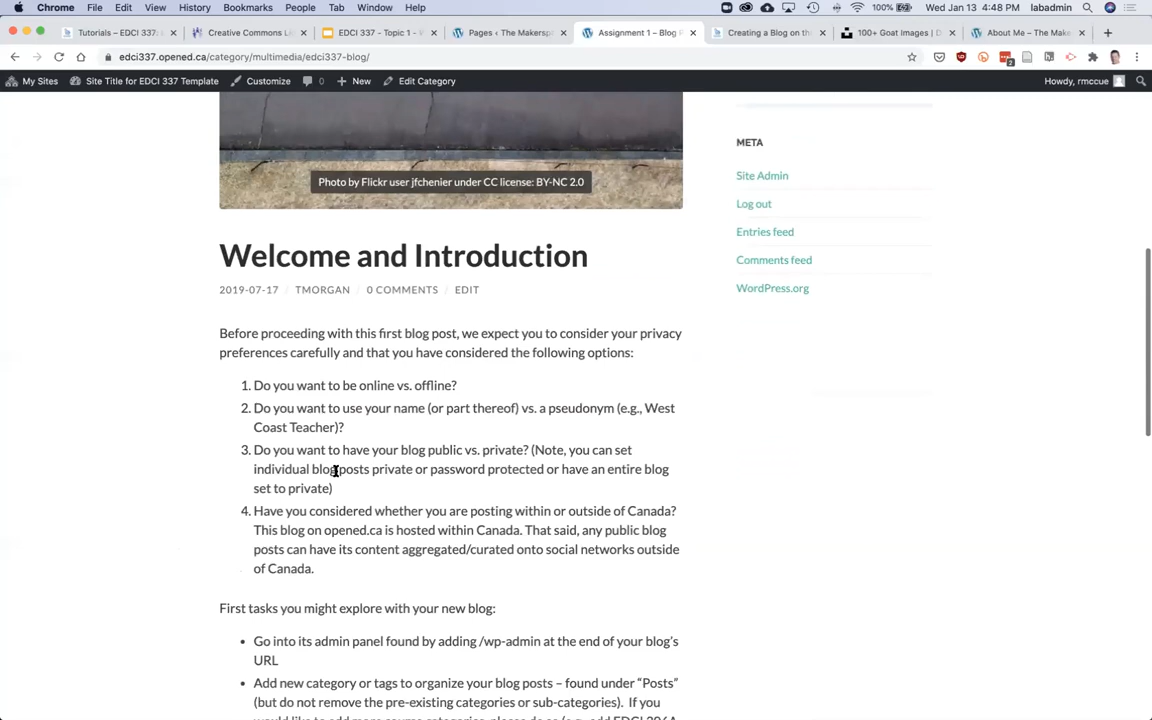 Chrome File Edit View History Bookmarks People Tab Window Help 100% Wed Jan 13 4:48 PM labadmin
Tutorials – EDCI 337: Creative Commons Li EDCI 337 - Topic 1 - Pages ‹ The Makersp Assignment 1 – Blog P Creating a Blog on th 100+ Goat Images | D About Me – The Make
edci337.opened.ca/category/multimedia/edci337-blog/
My Sites Site Title for EDCI 337 Template Customize 0 New Edit Category Howdy, rmccue
META
Photo by Flickr user jfchenier under CC license: BY-NC 2.0
Site Admin
Log out
Entries feed
Comments feed
WordPress.org
Welcome and Introduction
2019-07-17 / TMORGAN / 0 COMMENTS / EDIT
Before proceeding with this first blog post, we expect you to consider your privacy
preferences carefully and that you have considered the following options:
1. Do you want to be online vs. offline?
2. Do you want to use your name (or part thereof) vs. a pseudonym (e.g., West
Coast Teacher)?
3. Do you want to have your blog public vs. private? (Note, you can set
individual blog posts private or password protected or have an entire blog
set to private)
4. Have you considered whether you are posting within or outside of Canada?
This blog on opened.ca is hosted within Canada. That said, any public blog
posts can have its content aggregated/curated onto social networks outside
of Canada.
First tasks you might explore with your new blog:
• Go into its admin panel found by adding /wp-admin at the end of your blog's
URL
• Add new category or tags to organize your blog posts – found under “Posts”
(but do not remove the pre-existing categories or sub-categories). If you